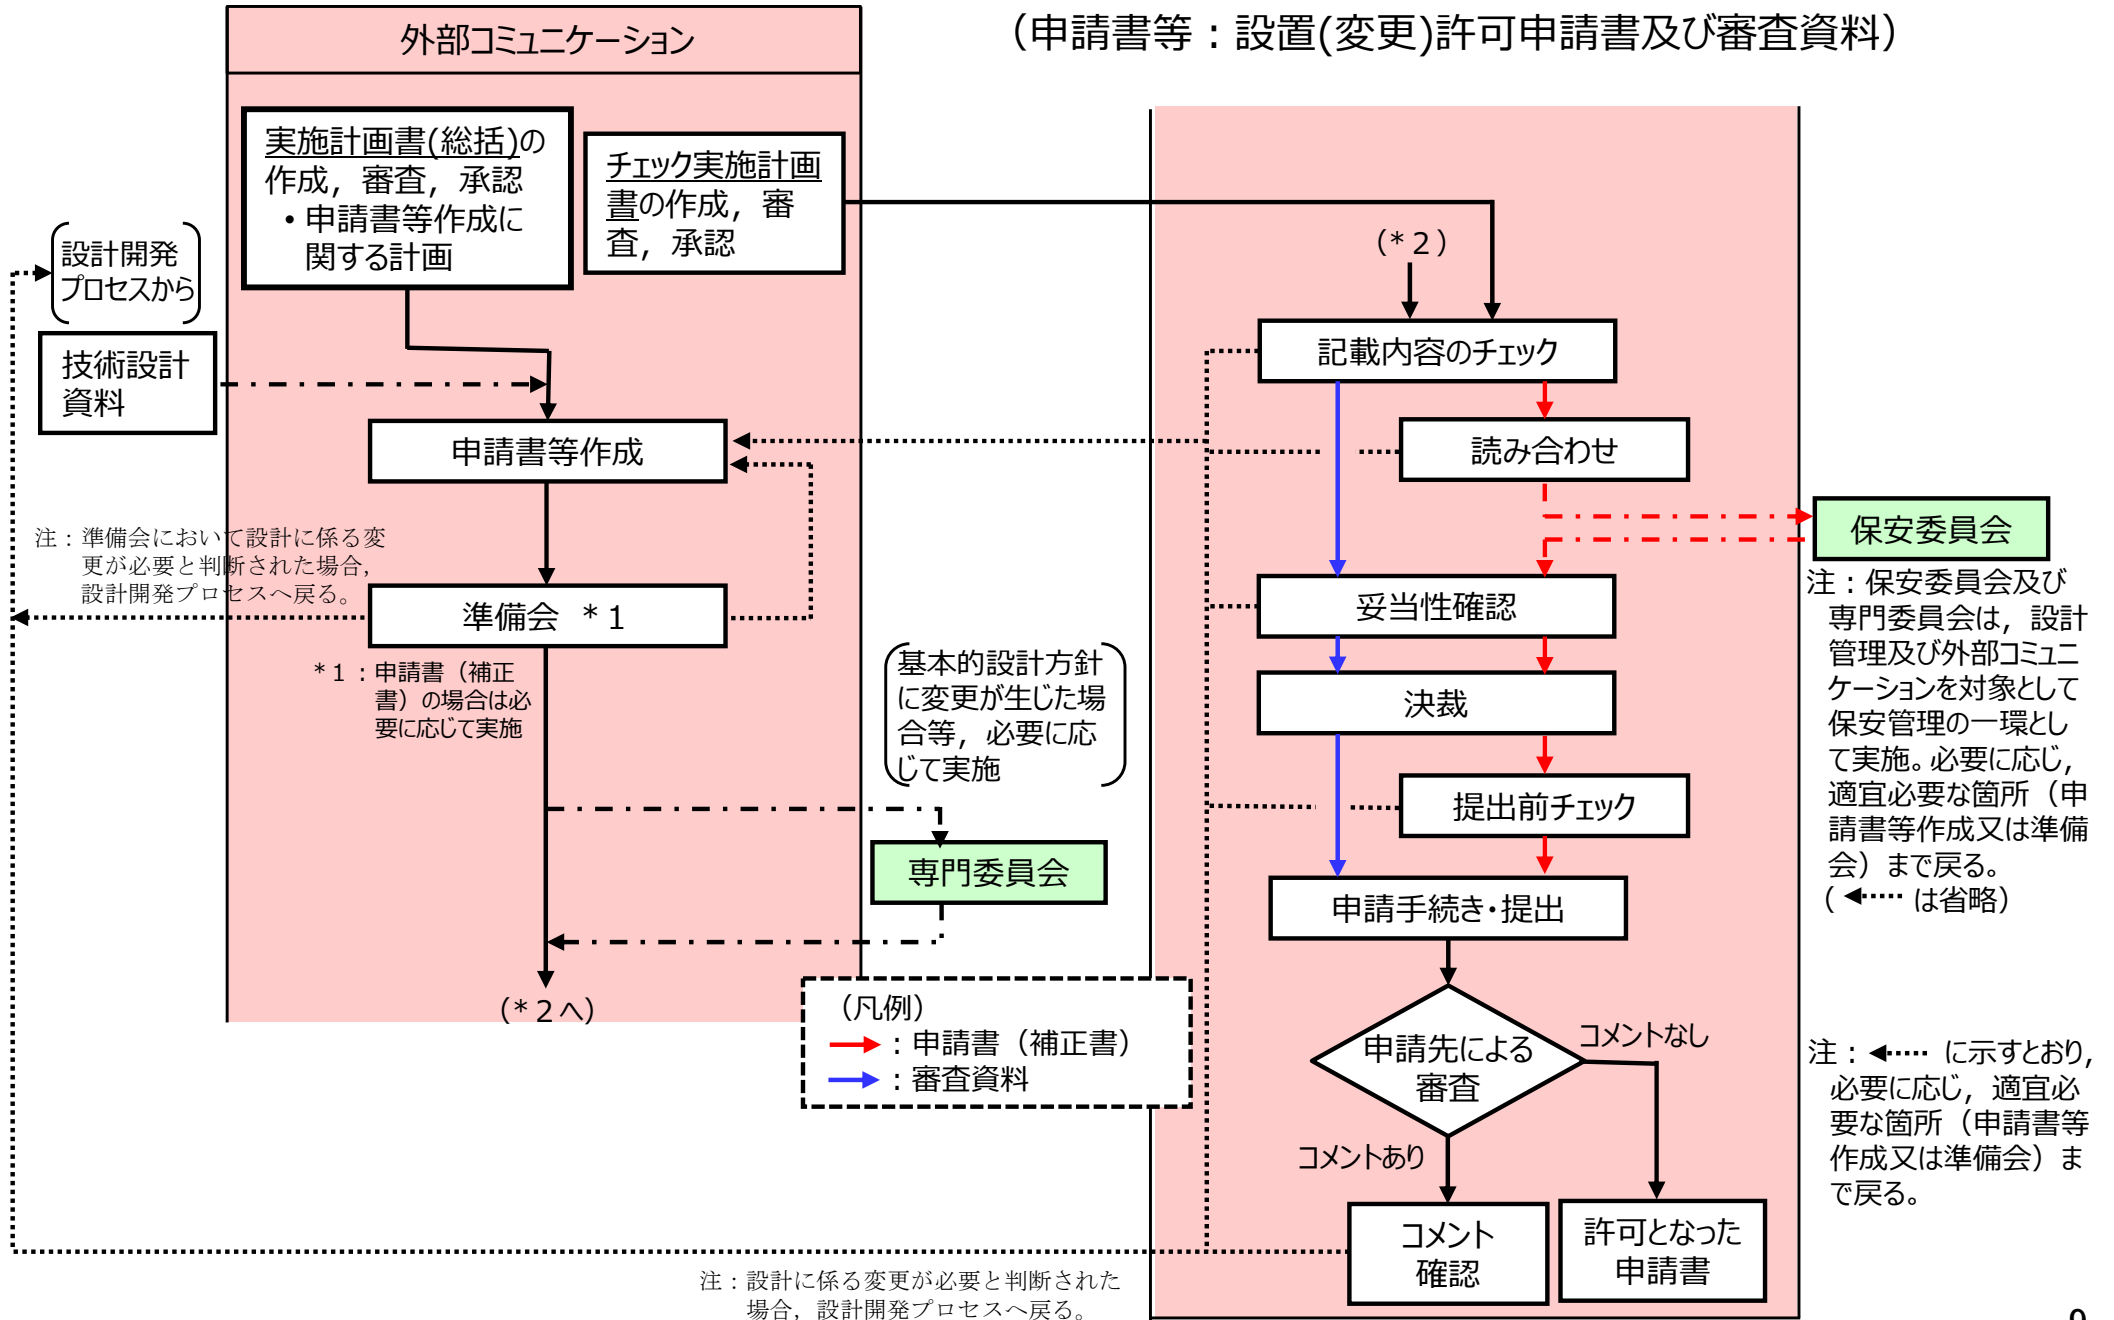 外部コミュニケーション
（申請書等：設置(変更)許可申請書及び審査資料）
実施計画書(総括)の
作成，審査，承認
・申請書等作成に
関する計画
チェック実施計画
書の作成，審
査，承認
設計開発
プロセスから
技術設計
資料
申請書等作成
注：準備会において設計に係る変
更が必要と判断された場合，
設計開発プロセスへ戻る。
準備会 ＊１
＊１：申請書（補正
書）の場合は必
要に応じて実施
基本的設計方針
に変更が生じた場
合等，必要に応
じて実施
専門委員会
（＊２へ）
（凡例）
：申請書（補正書）
：審査資料
（＊２）
記載内容のチェック
読み合わせ
保安委員会
妥当性確認
決裁
提出前チェック
申請手続き・提出
申請先による
審査
コメントなし
コメントあり
コメント
確認
許可となった
申請書
注：保安委員会及び
専門委員会は，設計
管理及び外部コミュニ
ケーションを対象として
保安管理の一環とし
て実施。必要に応じ，
適宜必要な箇所（申
請書等作成又は準備
会）まで戻る。
（ は省略）
注： に示すとおり，
必要に応じ，適宜必
要な箇所（申請書等
作成又は準備会）ま
で戻る。
注：設計に係る変更が必要と判断された
場合，設計開発プロセスへ戻る。